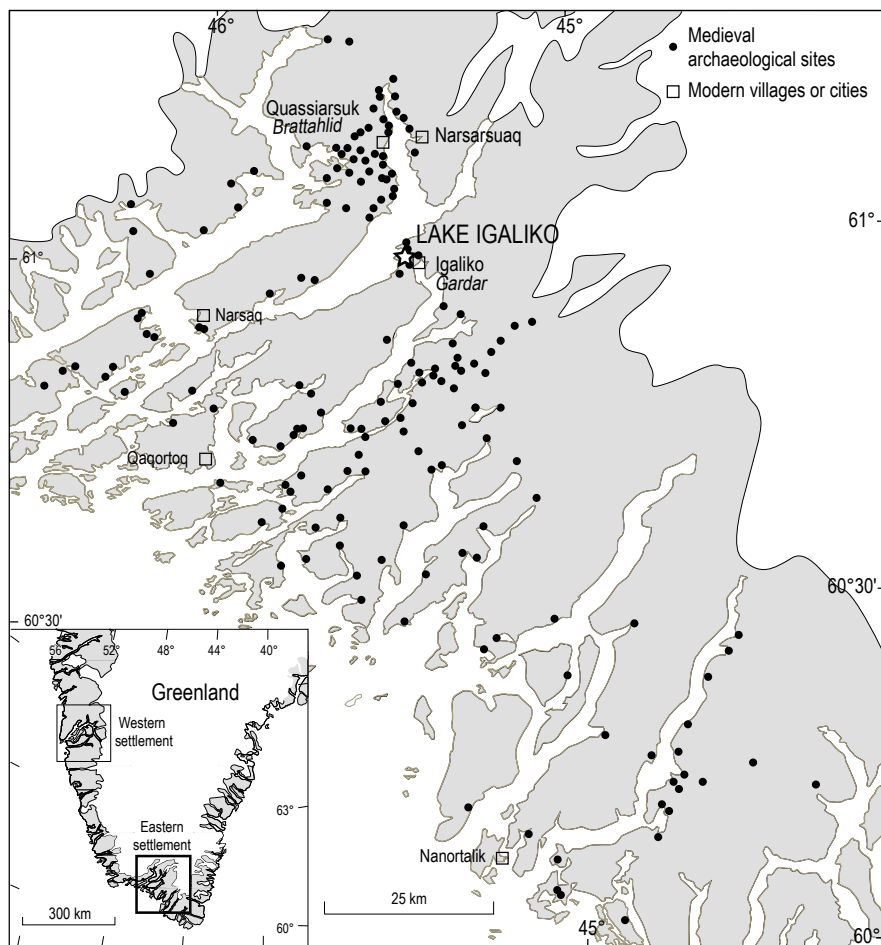 46°
45°
Medieval
archaeological sites
Modern villages or cities
Quassiarsuk
Brattahlid
Narsarsuaq
61°
LAKE IGALIKO
61°
Igaliko
Gardar
Narsaq
Qaqortoq
60°30'
60°30'
56°
52°
48°
44°
40°
Greenland
Western
settlement
63°
Eastern
settlement
Nanortalik
300 km
60°
25 km
45°
60°